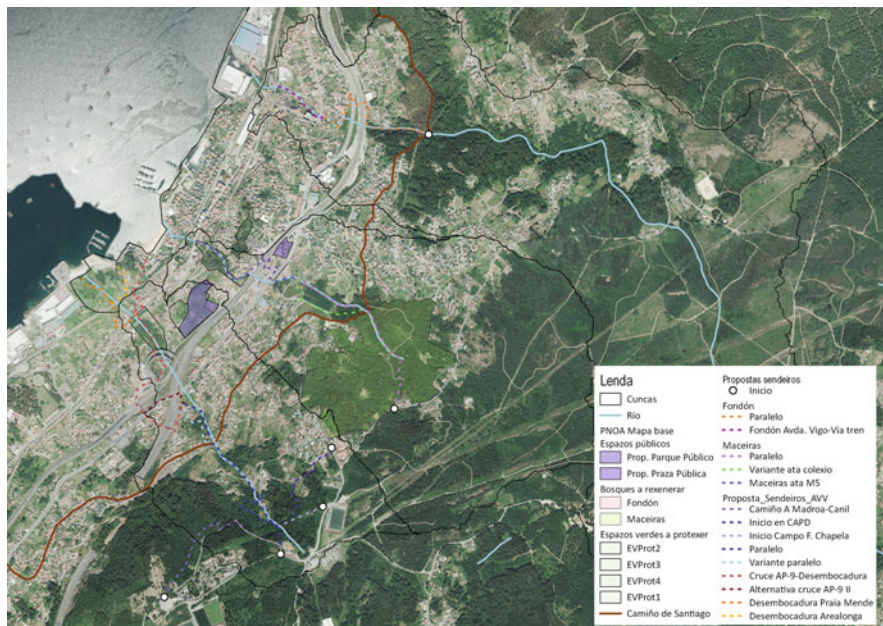 Lenda
Cuncas
Río
PNOA Mapa base
Espazos públicos
Prop. Parque Público
Prop. Praza Pública
Bosques a rexenerar
Fondón
Maceiras
Espazos verdes a protexer
EVProt2
EVProt3
EVProt4
EVProt1
Camiño de Santiago
Propostas sendeiros
Inicio
Fondón
Paralelo
Fondón Avda. Vigo-Vía tren
Maceiras
Paralelo
Variante ata colexio
Maceiras ata M5
Proposta_Sendeiros_AVV
Camiño A Madroa-Canil
Inicio en CAPD
Inicio Campo F. Chapela
Paralelo
Variante paralelo
Cruce AP-9-Desembocadura
Alternativa cruce AP-9 II
Desembocadura Praia Mende
Desembocadura Arealonga